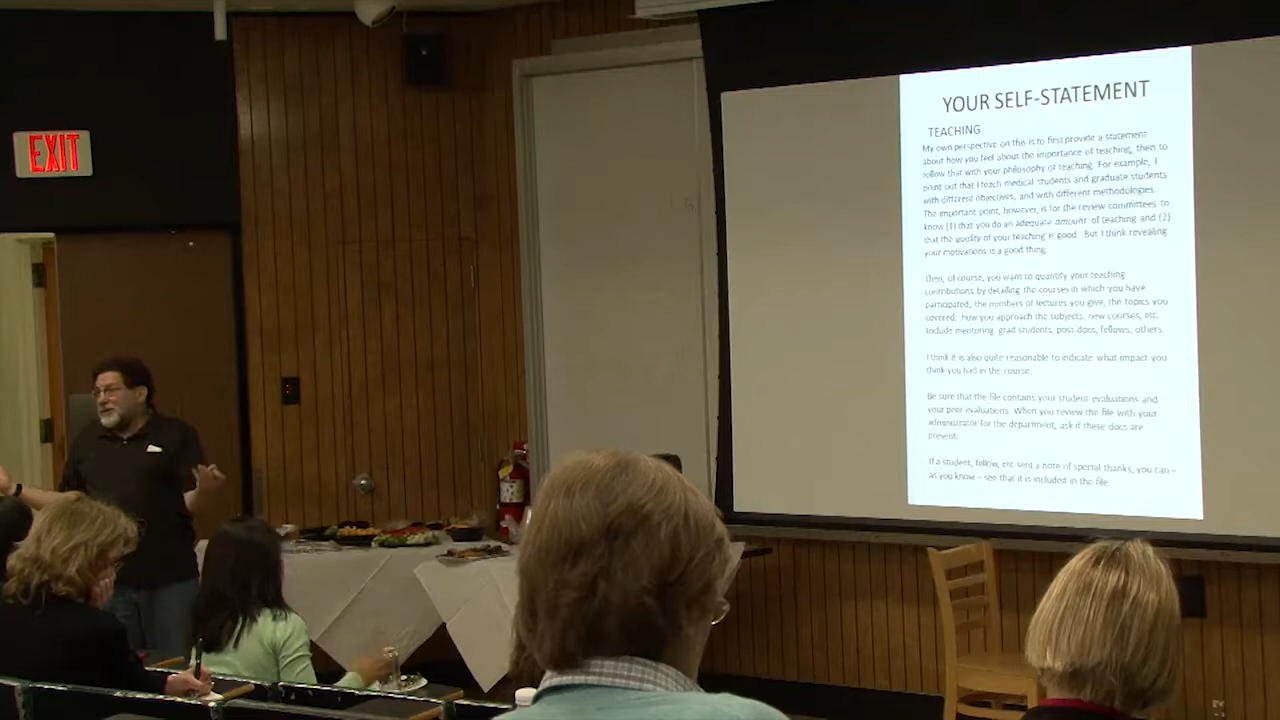 EXIT
YOUR SELF-STATEMENT
TEACHING
My own perspective on this is to first provide a statement
about how you feel about the importance of teaching, then to
follow that with your philosophy of teaching. For example, I
point out that I teach medical students and graduate students
with different objectives, and with different methodologies.
The important point, however, is for the review committees to
know (1) that you do an adequate amount of teaching and (2)
that the quality of your teaching is good. But I think revealing
your motivations is a good thing.
Then, of course, you want to quantify your teaching
contributions by detailing the courses in which you have
participated, the numbers of lectures you give, the topics you
covered, how you approach the subjects, new courses, etc.
Include mentoring grad students, post docs, fellows, others.
I think it is also quite reasonable to indicate what impact you
think you had in the course.
Be sure that the file contains your student evaluations and
your peer evaluations. When you review the file with your
administrator for the department, ask if these docs are
present.
If a student, fellow, etc sent a note of special thanks, you can –
as you know – see that it is included in the file.